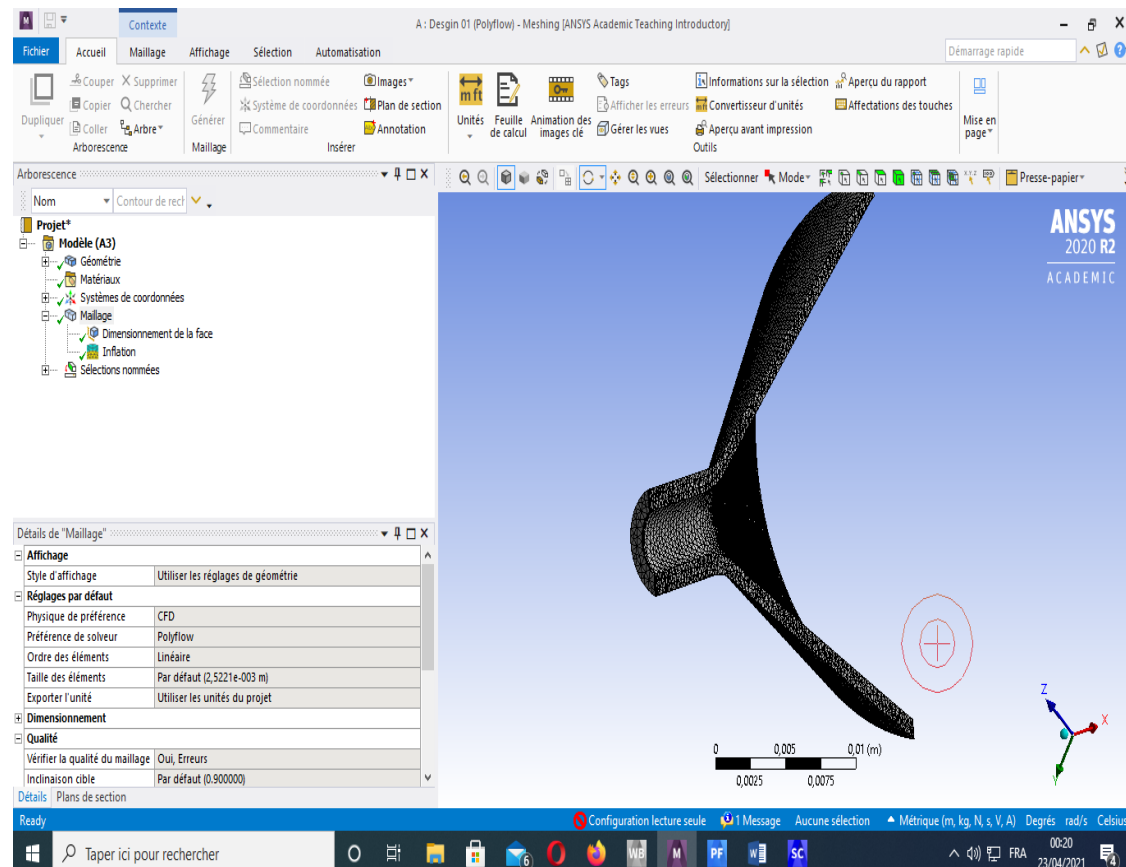 M
Contexte
A : Desgin 01 (Polyflow) - Meshing [ANSYS Academic Teaching Introductory]
Fichier Accueil Maillage Affichage Sélection Automatisation Démarrage rapide
Couper Supprimer Sélection nommée Images Tags Informations sur la sélection Aperçu du rapport
Copier Chercher Système de coordonnées Plan de section Afficher les erreurs Convertisseur d'unités Affectations des touches
Dupliquer Coller Arbre Générer Commentaire Annotation Unités Feuille de calcul Animation des images clé Gérer les vues Aperçu avant impression Mise en page
Arborescence Maillage Insérer Outils
Arborescence
Sélectionner Mode Presse-papier
Nom Contour de recl
Projet*
Modèle (A3)
Géométrie
Matériaux
Systèmes de coordonnées
Maillage
Dimensionnement de la face
Inflation
Sélections nommées
ANSYS
2020 R2
ACADEMIC
Détails de "Maillage"
Affichage
Style d'affichage Utiliser les réglages de géométrie
Réglages par défaut
Physique de préférence CFD
Préférence de solveur Polyflow
Ordre des éléments Linéaire
Taille des éléments Par défaut (2,5221e-003 m)
Exporter l'unité Utiliser les unités du projet
Dimensionnement
Qualité
Vérifier la qualité du maillage Oui, Erreurs
Inclinaison cible Par défaut (0.900000)
0 0,005 0,01 (m)
0,0025 0,0075
Z
X
Y
Détails Plans de section
Ready Configuration lecture seule 1 Message Aucune sélection Métrique (m, kg, N, s, V, A) Degrés rad/s Celsius
Taper ici pour rechercher 6 WB M PF W SC FRA 00:20
23/04/2021 4